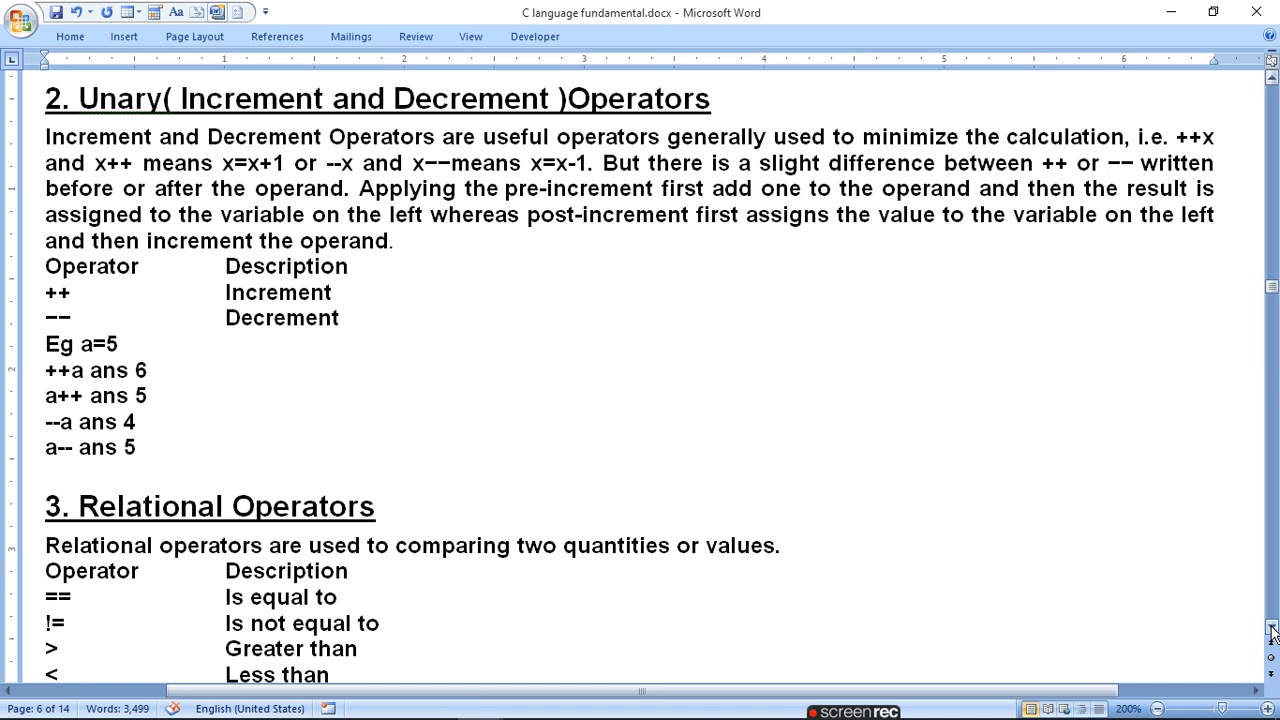 C language fundamental.docx - Microsoft Word
Home Insert Page Layout References Mailings Review View Developer
1 2 3 4 5 6
2. Unary( Increment and Decrement )Operators
Increment and Decrement Operators are useful operators generally used to minimize the calculation, i.e. ++x
and x++ means x=x+1 or --x and x−−means x=x-1. But there is a slight difference between ++ or −− written
before or after the operand. Applying the pre-increment first add one to the operand and then the result is
assigned to the variable on the left whereas post-increment first assigns the value to the variable on the left
and then increment the operand.
Operator Description
++ Increment
−− Decrement
Eg a=5
++a ans 6
a++ ans 5
--a ans 4
a-- ans 5
3. Relational Operators
Relational operators are used to comparing two quantities or values.
Operator Description
== Is equal to
!= Is not equal to
> Greater than
< Less than
Page: 6 of 14 Words: 3,499 English (United States) 200%
screenrec